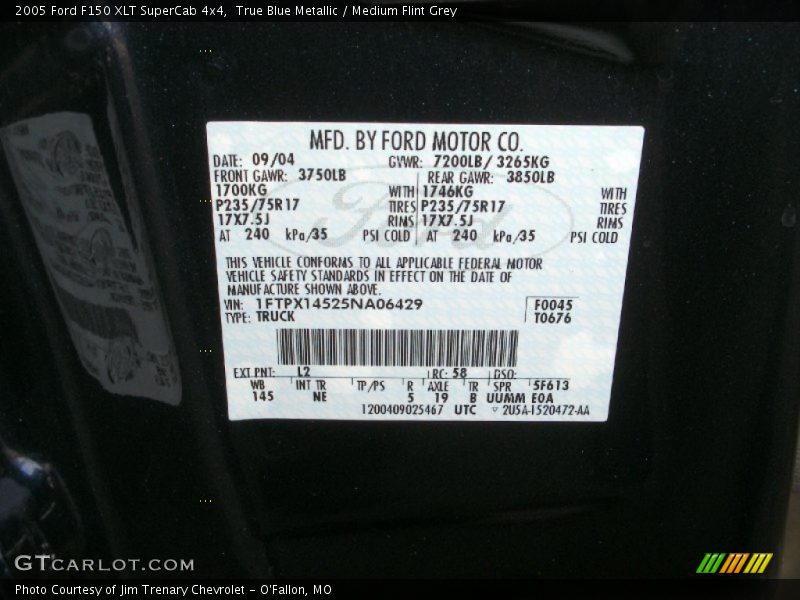 2005 Ford F150 XLT SuperCab 4x4, True Blue Metallic / Medium Flint Grey
MFD. BY FORD MOTOR CO.
DATE: 09/04 GVWR: 7200LB/ 3265KG
FRONT GAWR: 3750LB REAR GAWR: 3850LB
1700KG WITH 1746KG WITH
P235/75R17 TIRES P235/75R17 TIRES
17X7.5J RIMS 17X7.5J RIMS
AT 240 kPa/35 PSI COLD AT 240 kPa/35 PSI COLD
THIS VEHICLE CONFORMS TO ALL APPLICABLE FEDERAL MOTOR
VEHICLE SAFETY STANDARDS IN EFFECT ON THE DATE OF
MANUFACTURE SHOWN ABOVE.
VIN: 1FTPX14525NA06429 F0045
TYPE: TRUCK T0676
EXT PNT: L2 RC: 58 DSO:
WB INT TR TP/PS R AXLE TR SPR 5F613
145 NE 5 19 B UUMM E0A
1200409025467 UTC 2U5A-1520472-AA
GTCARLOT.COM
Photo Courtesy of Jim Trenary Chevrolet - O'Fallon, MO